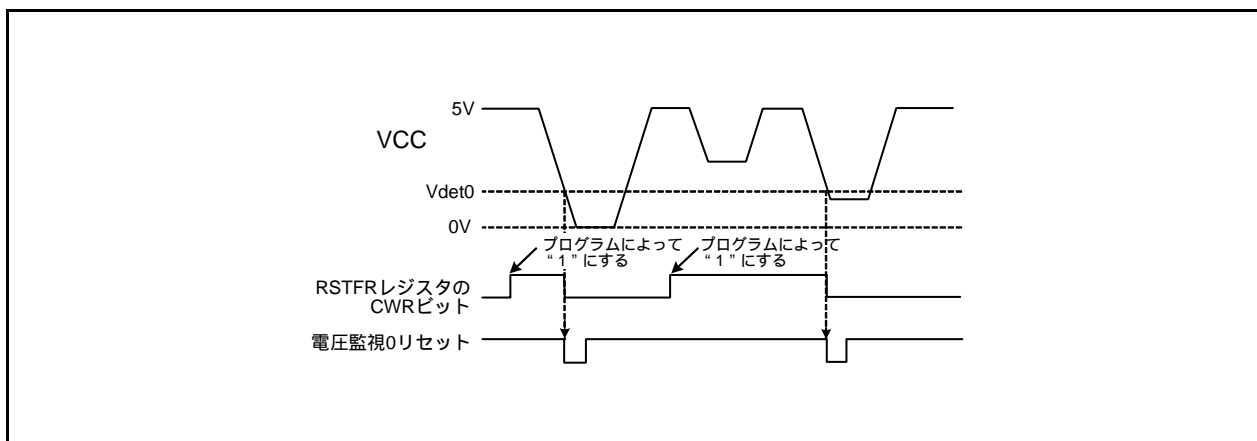 5V
VCC
Vdet0
0V
プログラムによって
“1”にする
プログラムによって
“1”にする
RSTFRレジスタの
CWRビット
電圧監視0リセット